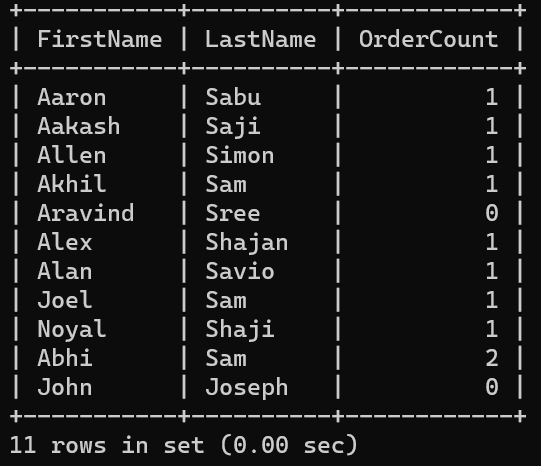 +-----------+----------+------------+
| FirstName | LastName | OrderCount |
+-----------+----------+------------+
| Aaron     | Sabu     |          1 |
| Aakash    | Saji     |          1 |
| Allen     | Simon    |          1 |
| Akhil     | Sam      |          1 |
| Aravind   | Sree     |          0 |
| Alex      | Shajan   |          1 |
| Alan      | Savio    |          1 |
| Joel      | Sam      |          1 |
| Noyal     | Shaji    |          1 |
| Abhi      | Sam      |          2 |
| John      | Joseph   |          0 |
+-----------+----------+------------+
11 rows in set (0.00 sec)